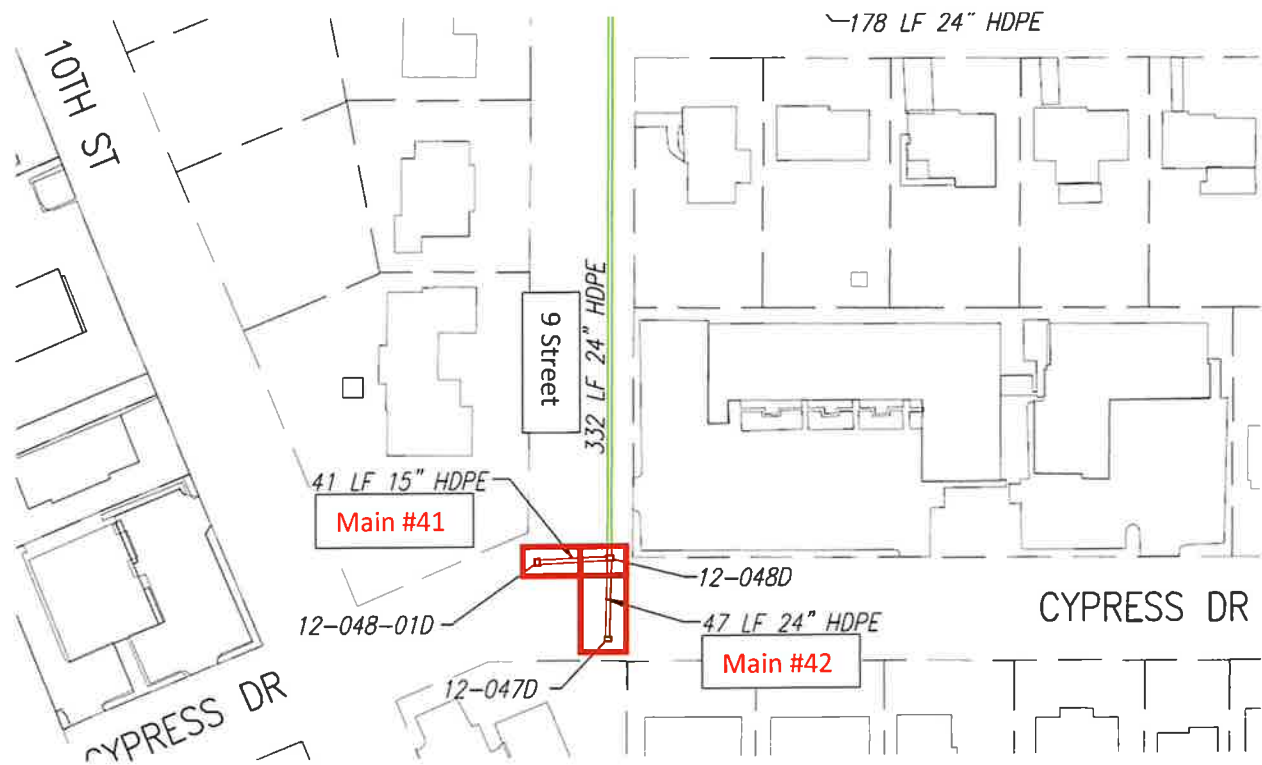 178 LF 24" HDPE
10TH ST
9 Street
332 LF 24" HDPE
41 LF 15" HDPE
Main #41
12-048D
12-048-01D
47 LF 24" HDPE
CYPRESS DR
Main #42
12-047D
CYPRESS DR